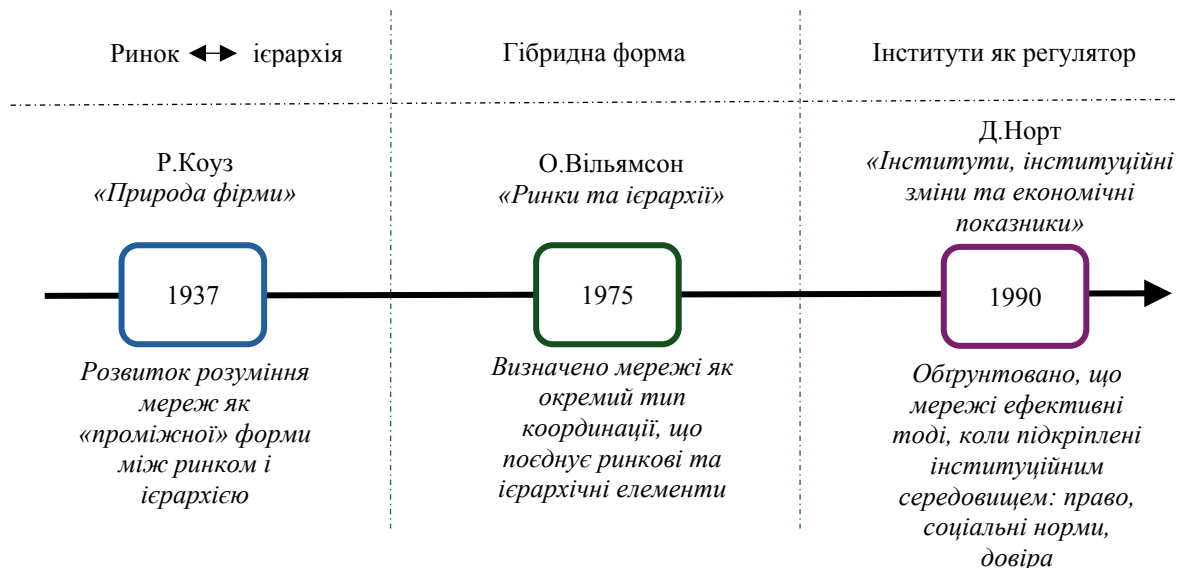 Ринок ієрархія
Гібридна форма
Інститути як регулятор
Р.Коуз
«Природа фірми»
О.Вільямсон
«Ринки та ієрархії»
Д.Норт
«Інститути, інституційні
зміни та економічні
показники»
1937
1975
1990
Розвиток розуміння
мереж як
«проміжної» форми
між ринком і
ієрархією
Визначено мережі як
окремий тип
координації, що
поєднує ринкові та
ієрархічні елементи
Обґрунтовано, що
мережі ефективні
тоді, коли підкріплені
інституційним
середовищем: право,
соціальні норми,
довіра